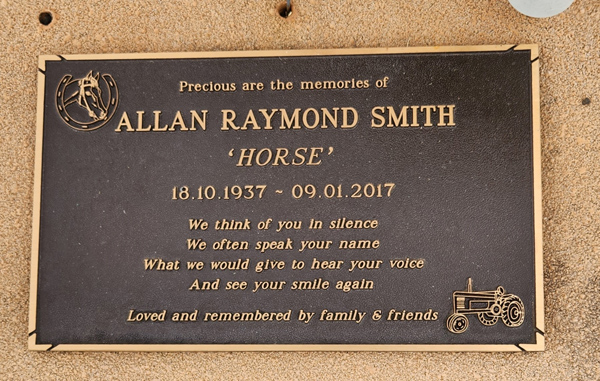 Precious are the memories of
ALLAN RAYMOND SMITH
‘HORSE’
18.10.1937 ~ 09.01.2017
We think of you in silence
We often speak your name
What we would give to hear your voice
And see your smile again
Loved and remembered by family & friends